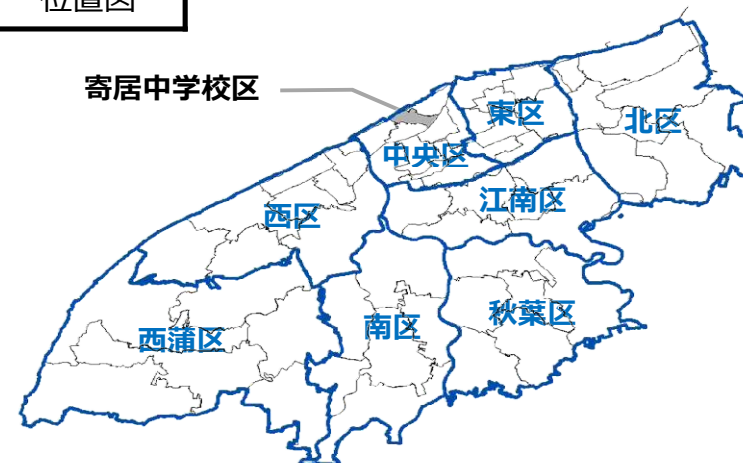 位置図
寄居中学校区
東区
北区
中央区
江南区
西区
秋葉区
南区
西蒲区